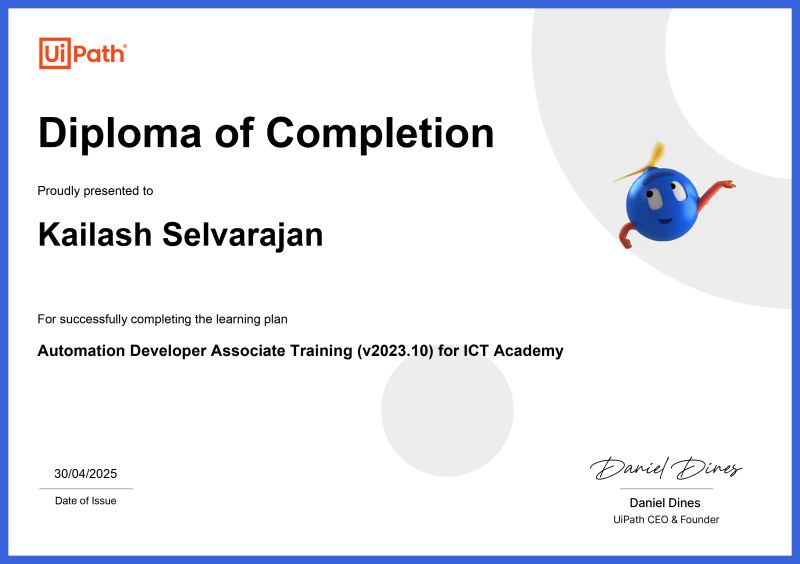 UiPath®
Diploma of Completion
Proudly presented to
Kailash Selvarajan
For successfully completing the learning plan
Automation Developer Associate Training (v2023.10) for ICT Academy
30/04/2025
Date of Issue
Daniel Dines
Daniel Dines
UiPath CEO & Founder